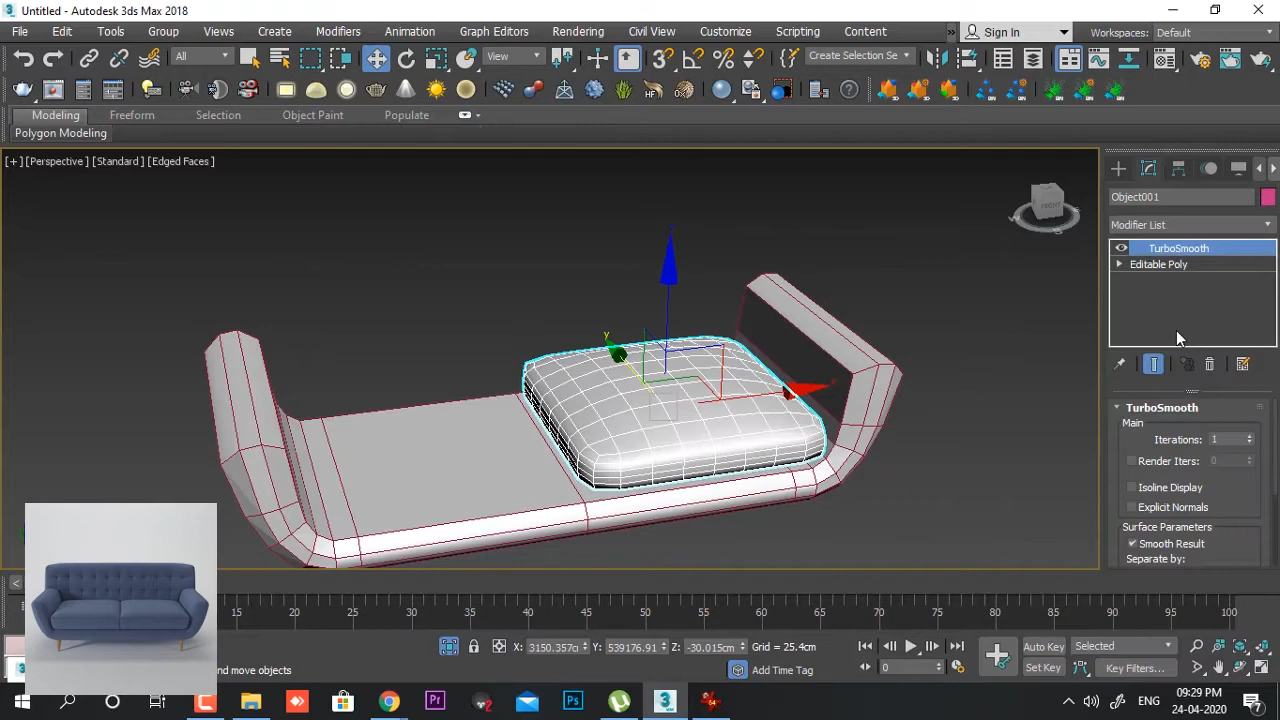 Untitled - Autodesk 3ds Max 2018
File Edit Tools Group Views Create Modifiers Animation Graph Editors Rendering Civil View Customize Scripting Content » Sign In Workspaces: Default
All View Create Selection Se
Modeling Freeform Selection Object Paint Populate
Polygon Modeling
[+] [Perspective] [Standard] [Edged Faces]
FRONT
Object001
Modifier List
TurboSmooth
Editable Poly
TurboSmooth
Main
Iterations: 1
Render Iters: 0
Isoline Display
Explicit Normals
Surface Parameters
Smooth Result
Separate by:
15 20 25 30 35 40 45 50 55 60 65 70 75 80 85 90 95 100
X: 3150.357c Y: 539176.91 Z: -30.015cm Grid = 25.4cm
Auto Key Selected
nd move objects
Add Time Tag
0
Set Key Key Filters...
ENG
09:29 PM
24-04-2020
7